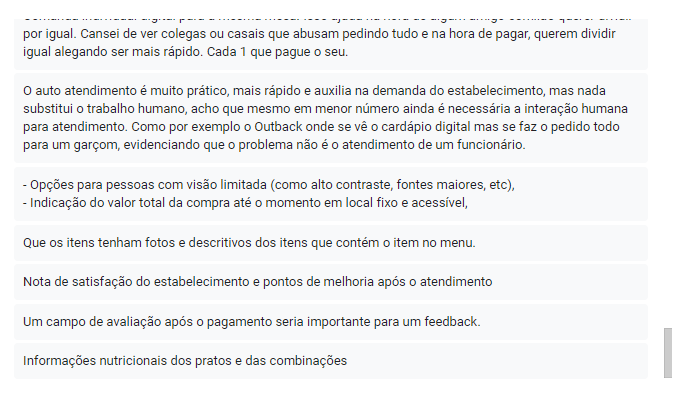 por igual. Cansei de ver colegas ou casais que abusam pedindo tudo e na hora de pagar, querem dividir
igual alegando ser mais rápido. Cada 1 que pague o seu.
O auto atendimento é muito prático, mais rápido e auxilia na demanda do estabelecimento, mas nada
substitui o trabalho humano, acho que mesmo em menor número ainda é necessária a interação humana
para atendimento. Como por exemplo o Outback onde se vê o cardápio digital mas se faz o pedido todo
para um garçom, evidenciando que o problema não é o atendimento de um funcionário.
- Opções para pessoas com visão limitada (como alto contraste, fontes maiores, etc),
- Indicação do valor total da compra até o momento em local fixo e acessível,
Que os itens tenham fotos e descritivos dos itens que contém o item no menu.
Nota de satisfação do estabelecimento e pontos de melhoria após o atendimento
Um campo de avaliação após o pagamento seria importante para um feedback.
Informações nutricionais dos pratos e das combinações